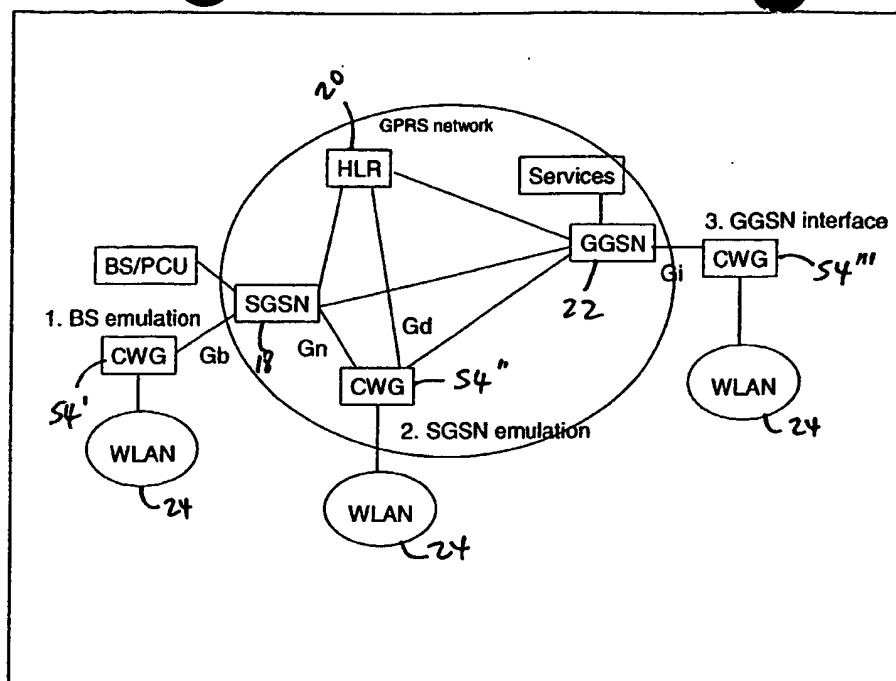 20
GPRS network
HLR
Services
3. GGSN interface
GGSN
CWG
54'''
Gi
BS/PCU
22
SGSN
1. BS emulation
18
Gd
Gb
Gn
CWG
54'
CWG
54''
WLAN
24
WLAN
24
2. SGSN emulation
WLAN
24